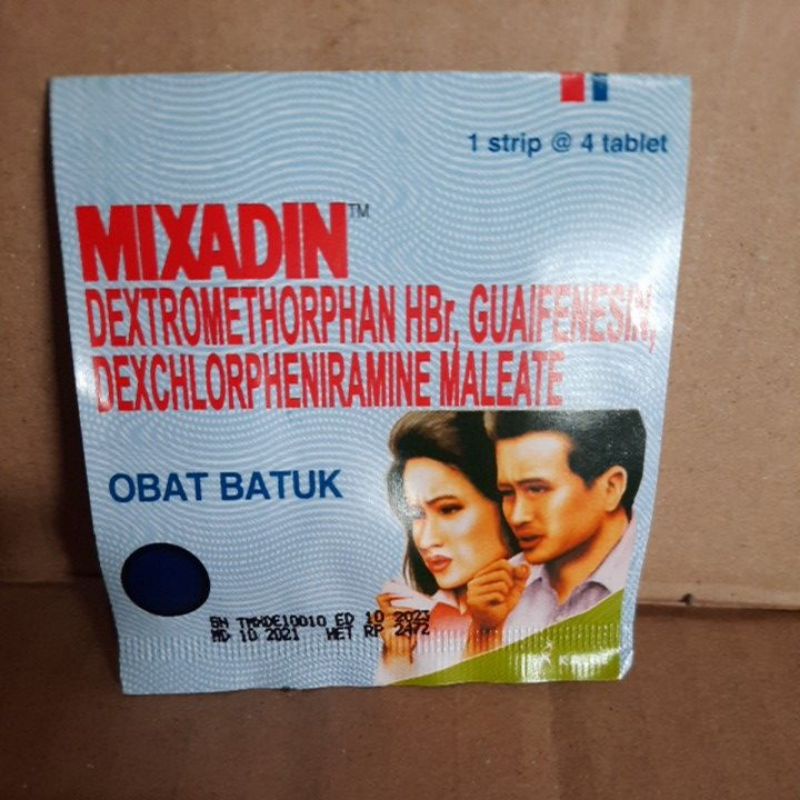 1 strip @ 4 tablet
MIXADIN™
DEXTROMETHORPHAN HBr, GUAIFENESIN,
DEXCHLORPHENIRAMINE MALEATE
OBAT BATUK
BN TMXDE10010 ED 10 2023
MD 10 2021 HET RP 2472